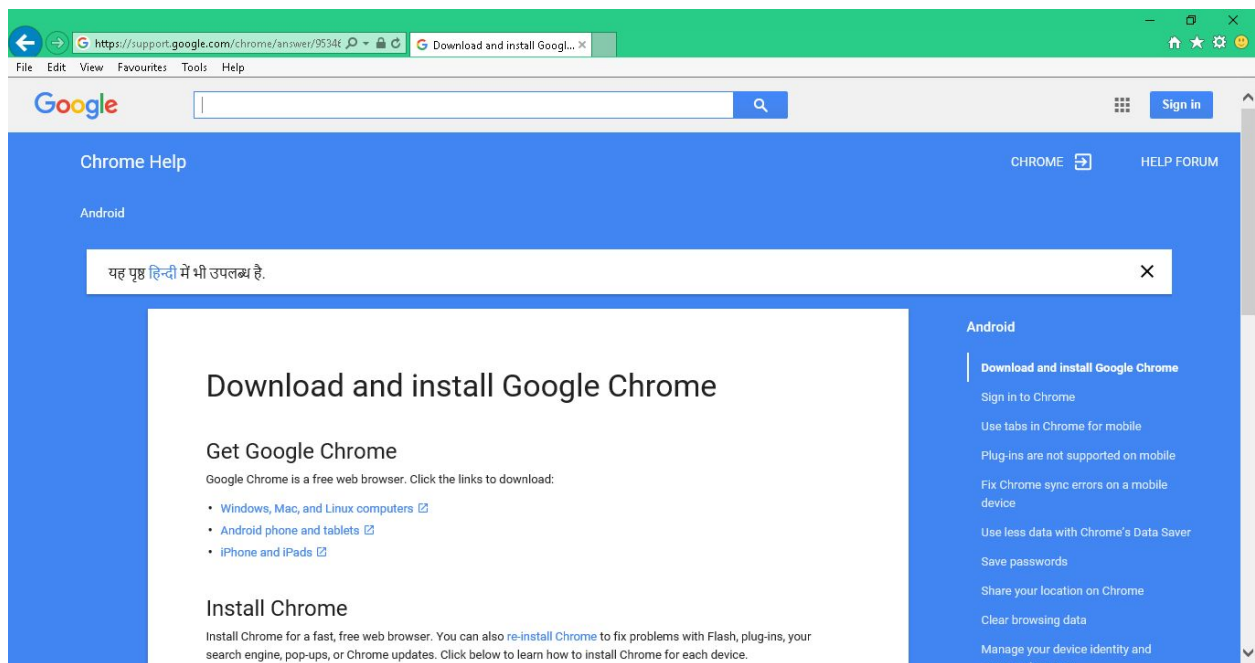 https://support.google.com/chrome/answer/95346
Download and install Googl...
File Edit View Favourites Tools Help
Google
Sign in
Chrome Help
CHROME
HELP FORUM
Android
यह पृष्ठ हिन्दी में भी उपलब्ध है.
Download and install Google Chrome
Get Google Chrome
Google Chrome is a free web browser. Click the links to download:
• Windows, Mac, and Linux computers
• Android phone and tablets
• iPhone and iPads
Install Chrome
Install Chrome for a fast, free web browser. You can also re-install Chrome to fix problems with Flash, plug-ins, your
search engine, pop-ups, or Chrome updates. Click below to learn how to install Chrome for each device.
Android
Download and install Google Chrome
Sign in to Chrome
Use tabs in Chrome for mobile
Plug-ins are not supported on mobile
Fix Chrome sync errors on a mobile
device
Use less data with Chrome's Data Saver
Save passwords
Share your location on Chrome
Clear browsing data
Manage your device identity and